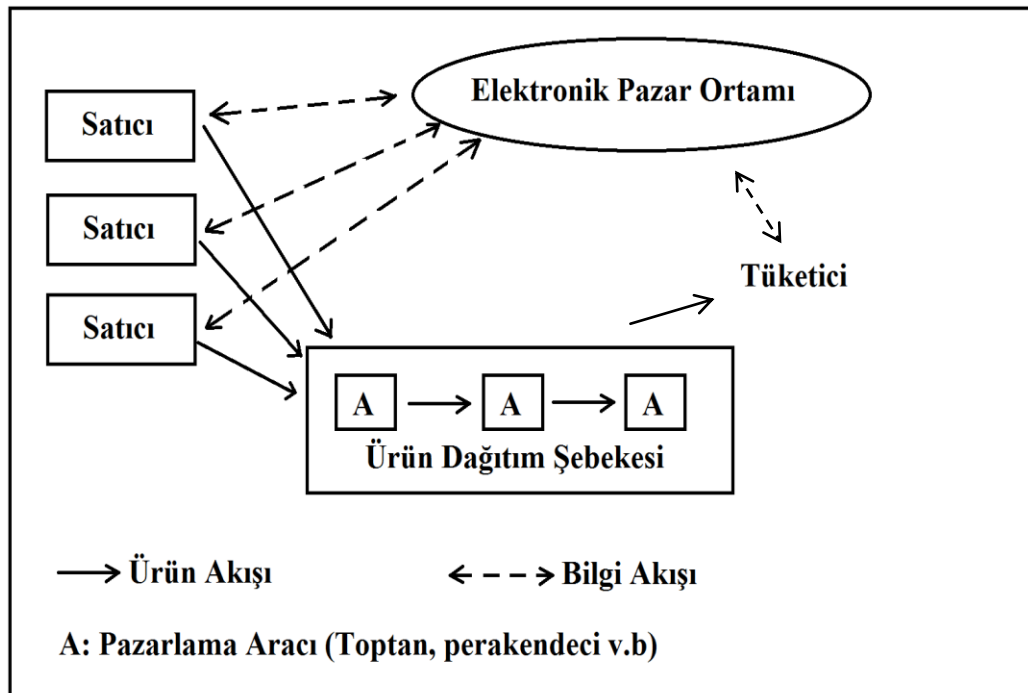 Elektronik Pazar Ortamı
Satıcı
Satıcı
Satıcı
Tüketici
A A A
Ürün Dağıtım Şebekesi
Ürün Akışı Bilgi Akışı
A: Pazarlama Aracı (Toptan, perakendeci v.b)